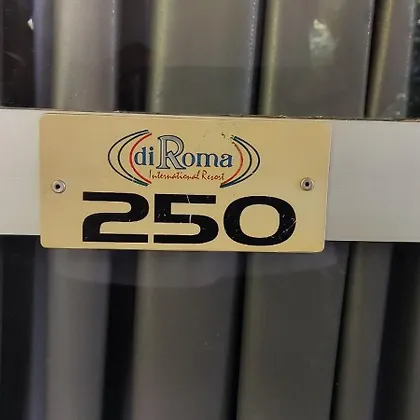 diRoma
International Resort
250